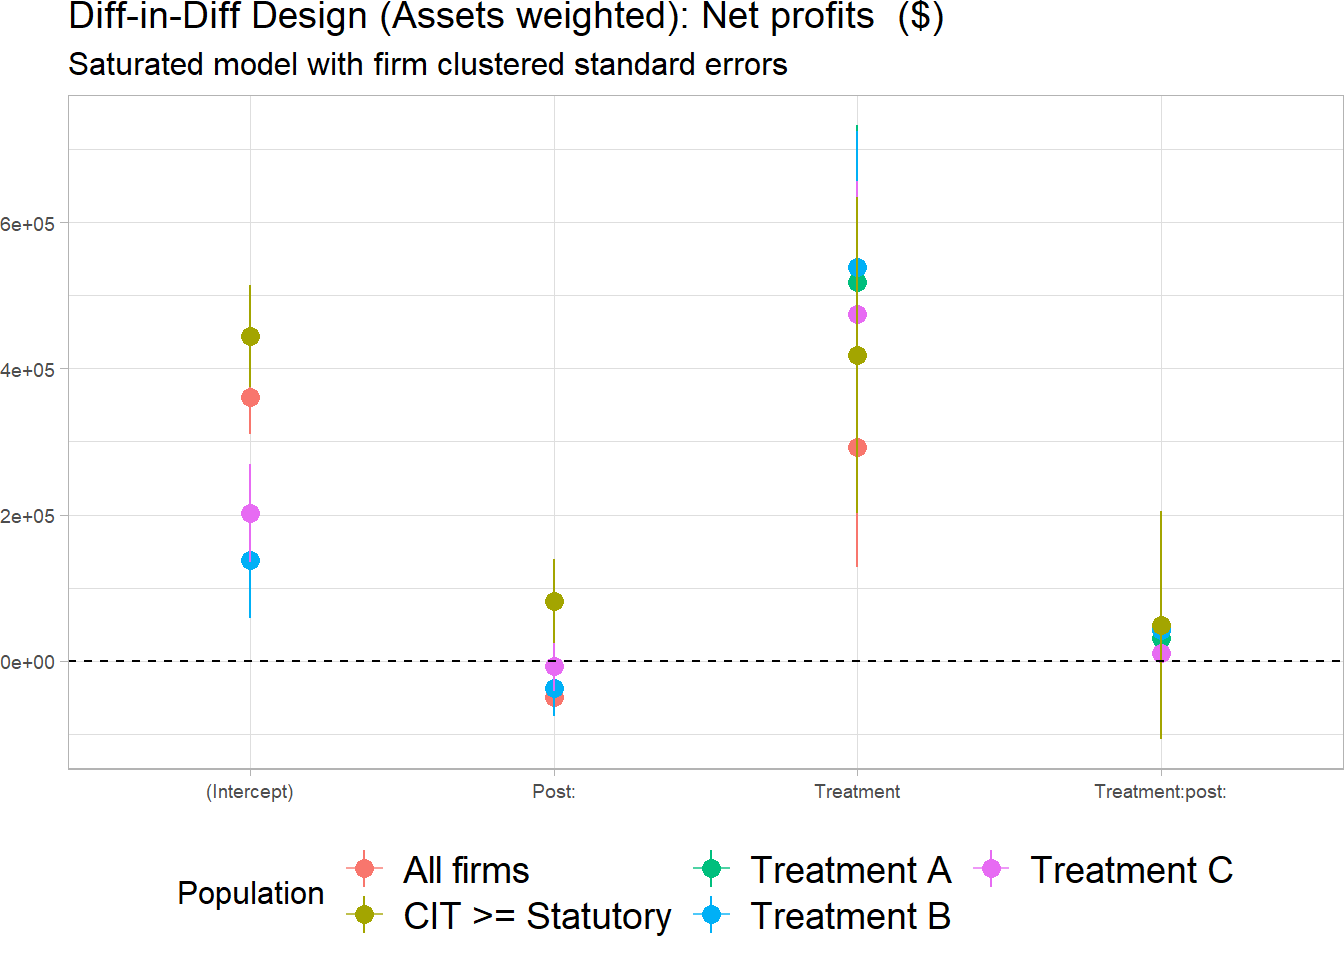 Diff-in-Diff Design (Assets weighted): Net profits  ($)
Saturated model with firm clustered standard errors
6e+05
4e+05
2e+05
0e+00
(Intercept) Post: Treatment Treatment:post:
Population
All firms Treatment A Treatment C
CIT >= Statutory Treatment B